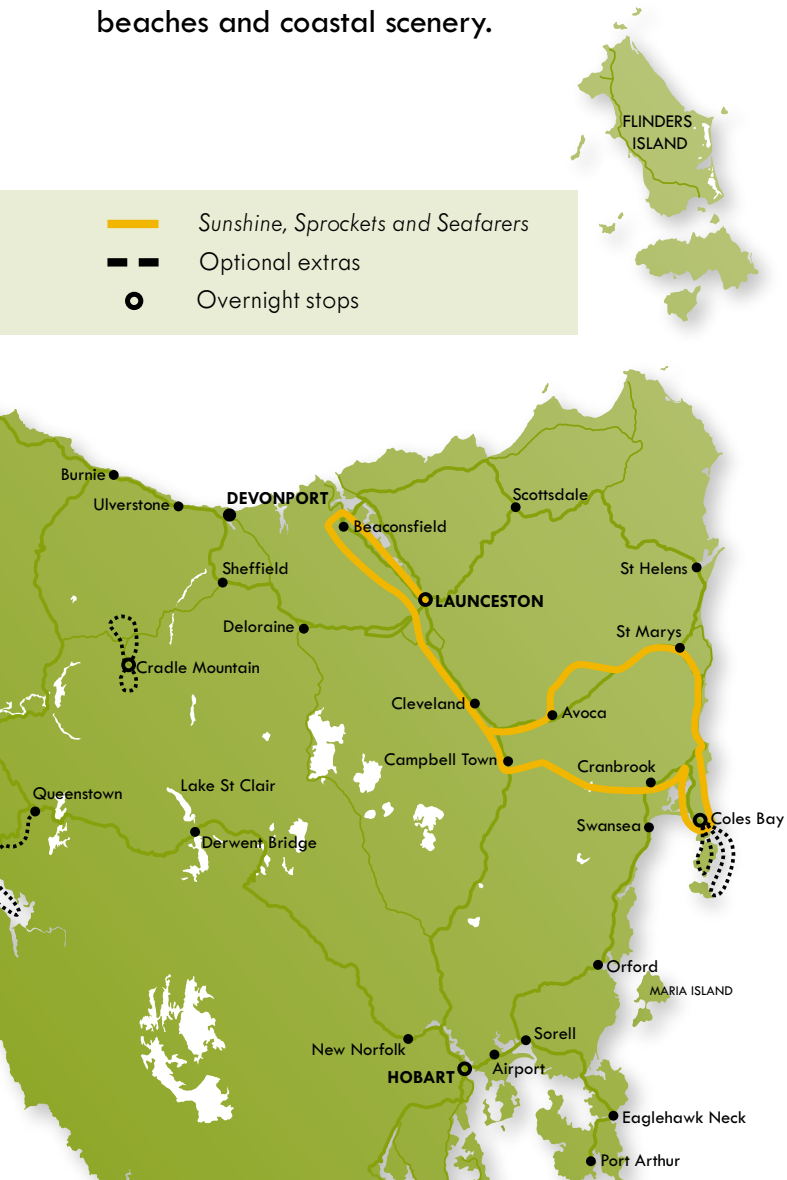 beaches and coastal scenery.
FLINDERS
ISLAND
Sunshine, Sprockets and Seafarers
Optional extras
Overnight stops
Burnie
Ulverstone
DEVONPORT
Scottsdale
Beaconsfield
Sheffield
St Helens
LAUNCESTON
Deloraine
St Marys
Cradle Mountain
Cleveland
Avoca
Campbell Town
Cranbrook
Queenstown
Lake St Clair
Coles Bay
Swansea
Derwent Bridge
Orford
MARIA ISLAND
Sorell
New Norfolk
Airport
HOBART
Eaglehawk Neck
Port Arthur